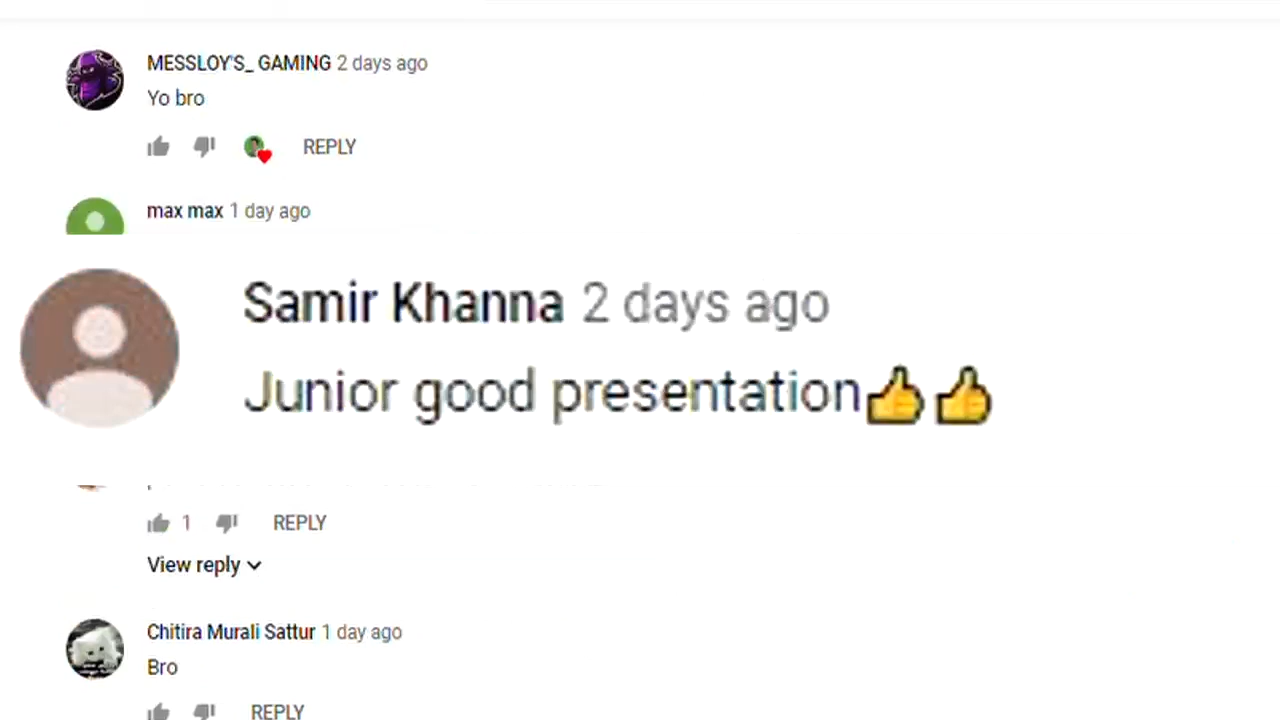 MESSLOY'S_ GAMING 2 days ago
Yo bro
REPLY
max max 1 day ago
Samir Khanna 2 days ago
Junior good presentation👍👍
1 REPLY
View reply
Chitira Murali Sattur 1 day ago
Bro
REPLY